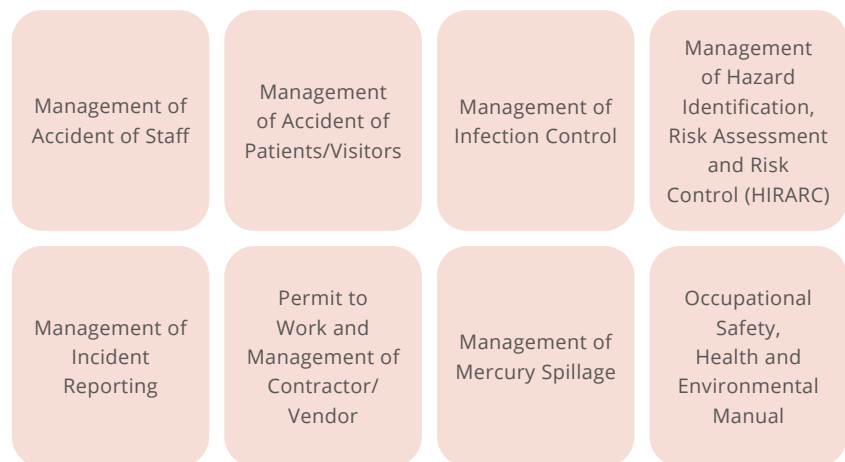 Management of
Accident of Staff
Management
of Accident of
Patients/Visitors
Management of
Infection Control
Management
of Hazard
Identification,
Risk Assessment
and Risk
Control (HIRARC)
Management of
Incident
Reporting
Permit to
Work and
Management of
Contractor/
Vendor
Management of
Mercury Spillage
Occupational
Safety,
Health and
Environmental
Manual